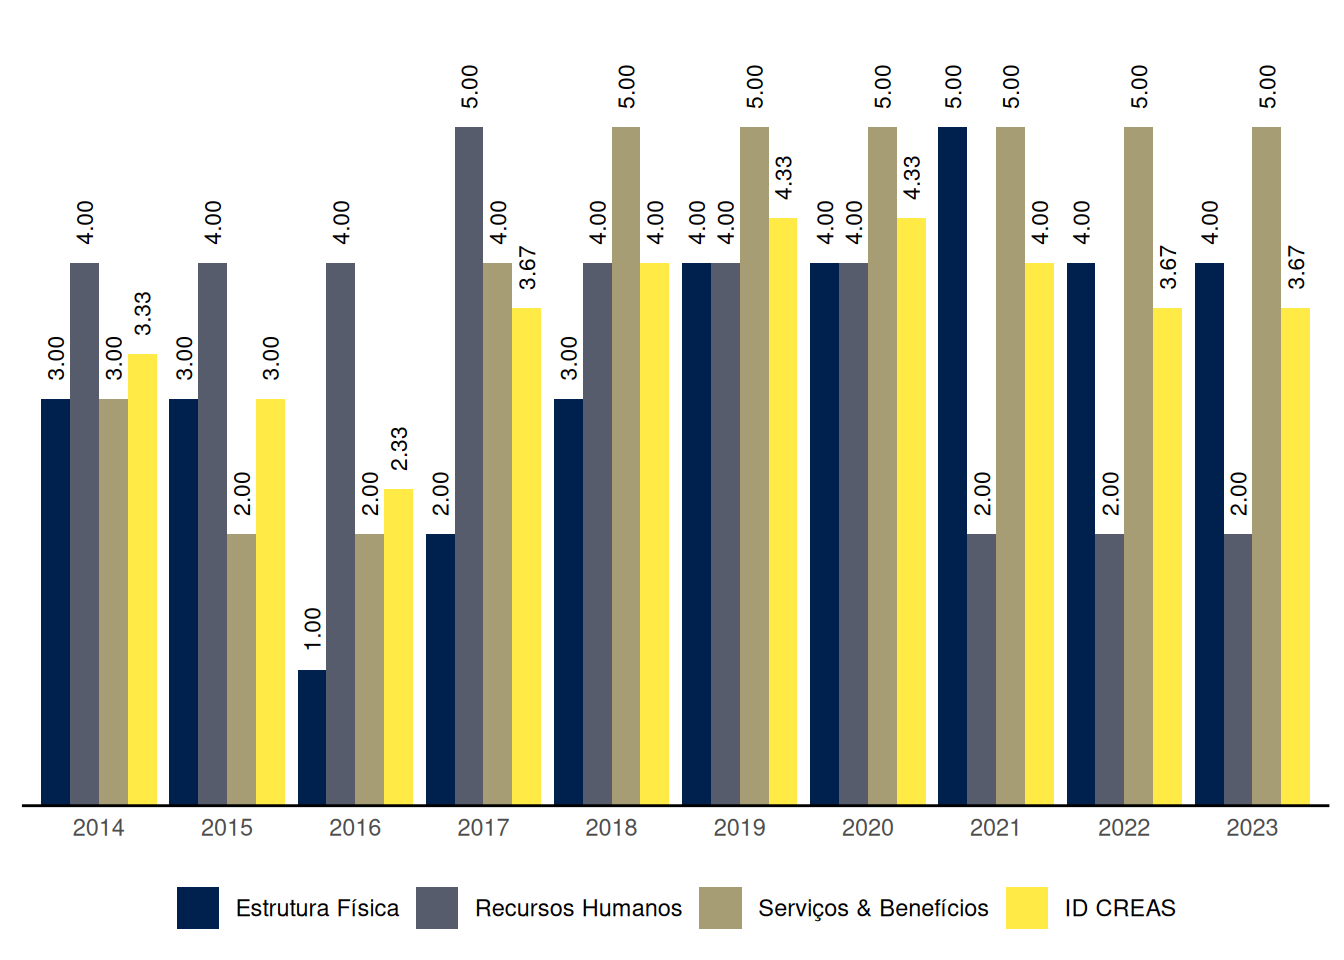 5.00 5.00 5.00 5.00 5.00 5.00 5.00 5.00
4.33 4.33
4.00 4.00 4.00 4.00 4.00 4.00 4.00 4.00 4.00 4.00 4.00 4.00 4.00
3.67 3.67 3.67
3.33
3.00 3.00 3.00 3.00 3.00
2.33
2.00 2.00 2.00 2.00 2.00 2.00
1.00
2014 2015 2016 2017 2018 2019 2020 2021 2022 2023
Estrutura Física Recursos Humanos Serviços & Benefícios ID CREAS